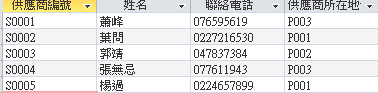 供應商編號 姓名 聯絡電話 供應商所在地
S0001 蕭峰 076595619 P003
S0002 葉問 0227216530 P001
S0003 郭靖 047837384 P002
S0004 張無忌 077611943 P003
S0005 楊過 0224657899 P001